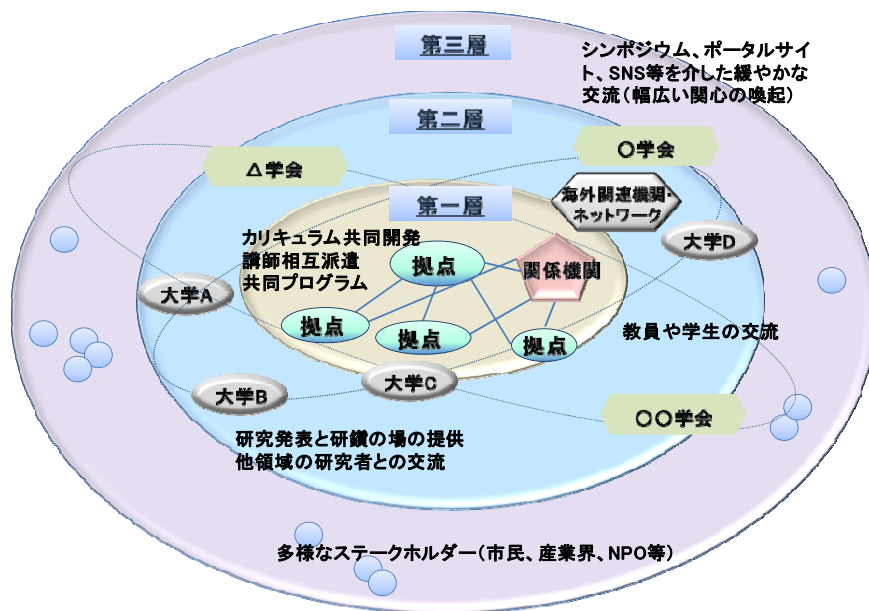 第三層
シンポジウム、ポータルサイ
ト、SNS等を介した緩やかな
交流(幅広い関心の喚起)
第二層
△学会
〇学会
海外関連機関・
ネットワーク
第一層
大学D
カリキュラム共同開発
講師相互派遣
共同プログラム
拠点
関係機関
大学A
拠点
拠点
拠点
教員や学生の交流
大学B
大学C
〇〇学会
研究発表と研鑽の場の提供
他領域の研究者との交流
多様なステークホルダー(市民、産業界、NPO等)